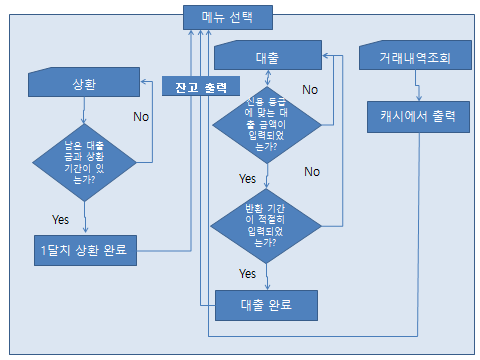 메뉴 선택
상환
No
남은 대출
금과 상환
기간이 있
는가?
Yes
1달치 상환 완료
잔고 출력
대출
No
신용 등급
에 맞는 대
출 금액이
입력되었
는가?
Yes
No
반환 기간
이 적절히
입력되었
는가?
Yes
대출 완료
거래내역조회
캐시에서 출력